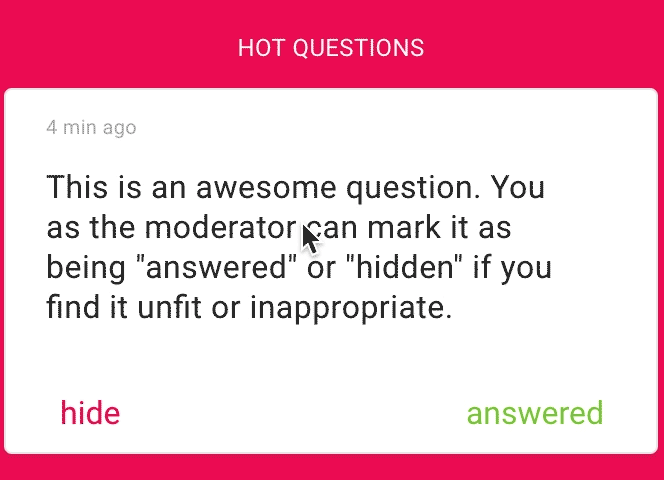 HOT QUESTIONS
4 min ago
This is an awesome question. You
as the moderator can mark it as
being "answered" or "hidden" if you
find it unfit or inappropriate.
hide
answered